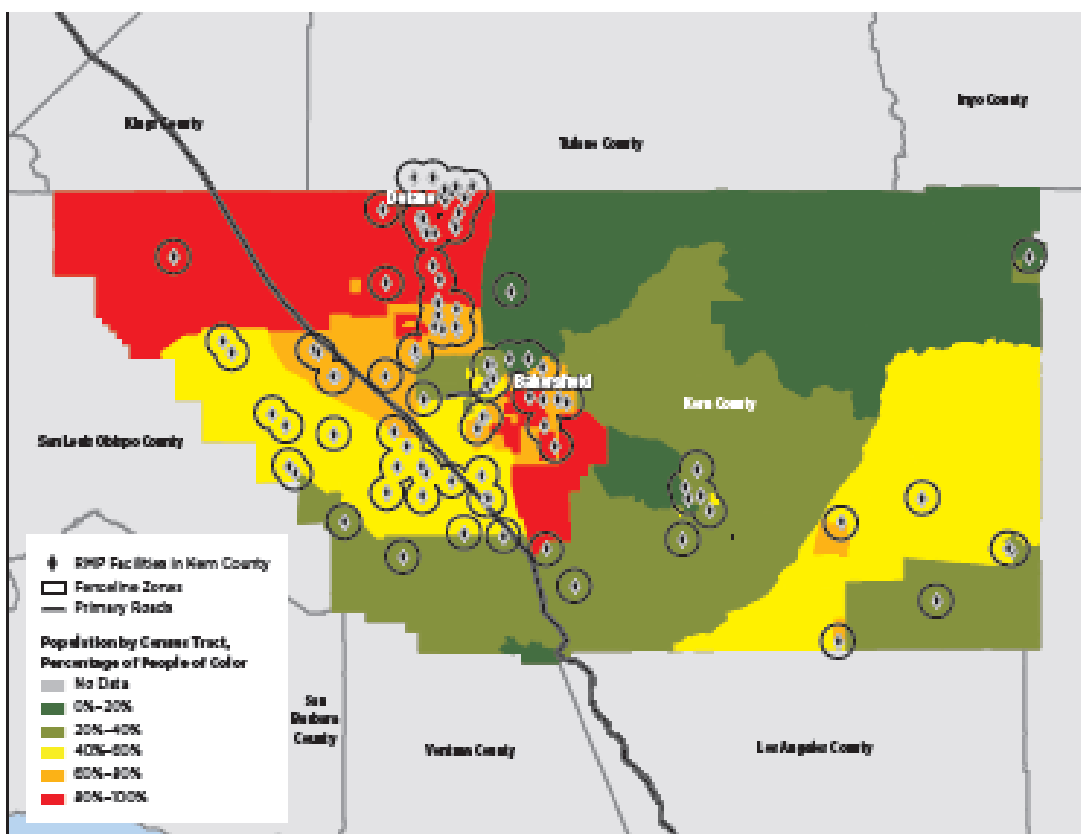 Inyo County
Kings County
Tulare County
Delano
Bakersfield
Kern County
San Luis Obispo County
RMP Facilities in Kern County
Fenceline Zones
Primary Roads
Population by Census Tract,
Percentage of People of Color
No Data
0%–20%
20%–40%
40%–60%
60%–80%
80%–100%
Santa
Barbara
County
Ventura County
Los Angeles County